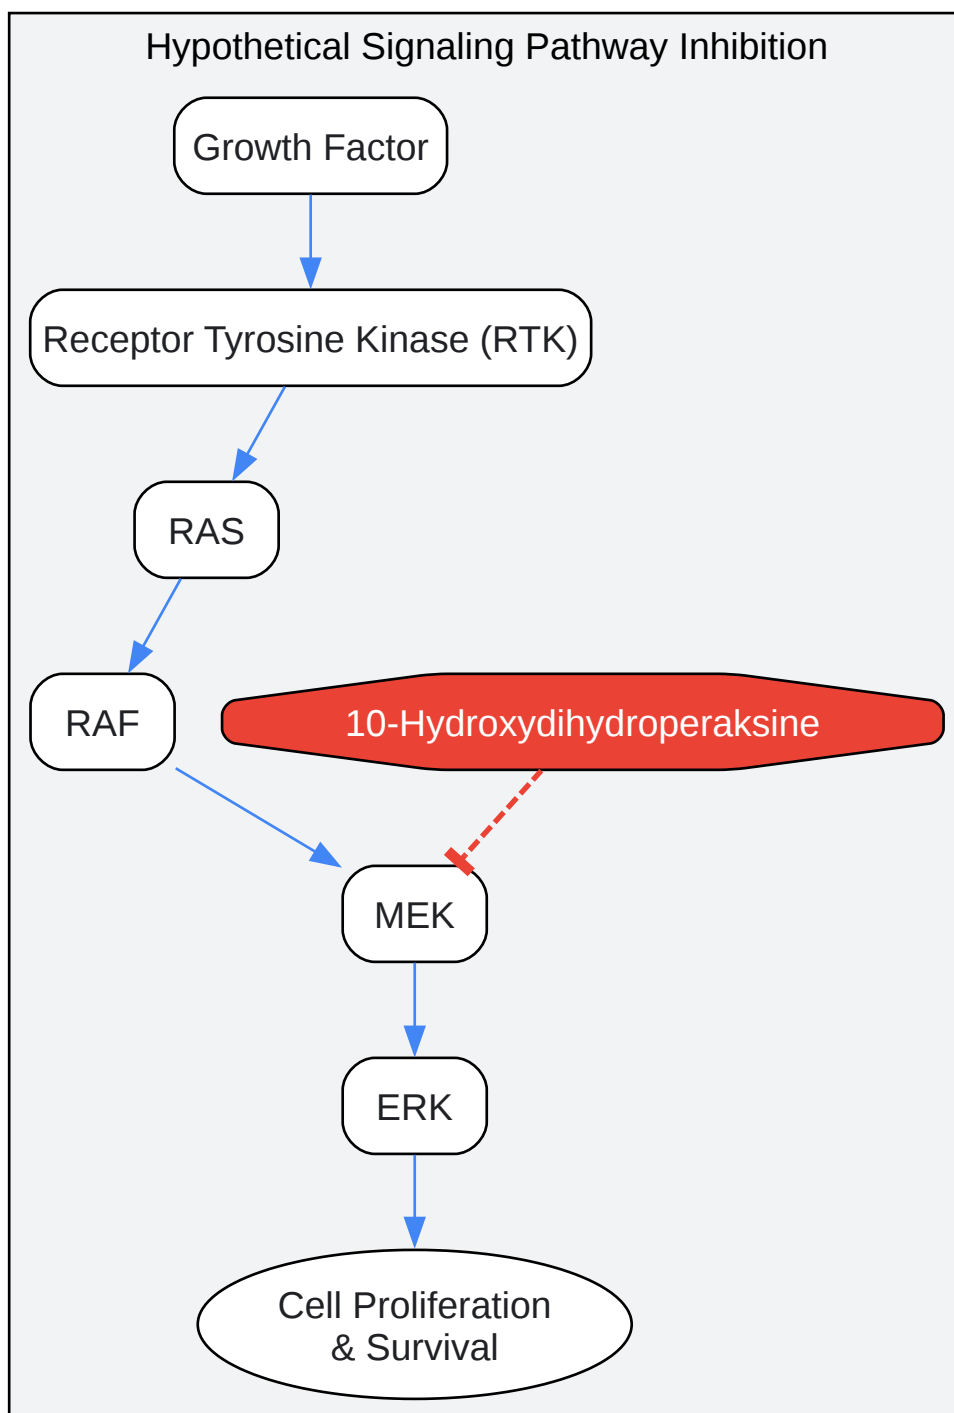 Hypothetical Signaling Pathway Inhibition
Growth Factor
Receptor Tyrosine Kinase (RTK)
RAS
RAF
10-Hydroxydihydroperaksine
MEK
ERK
Cell Proliferation
& Survival